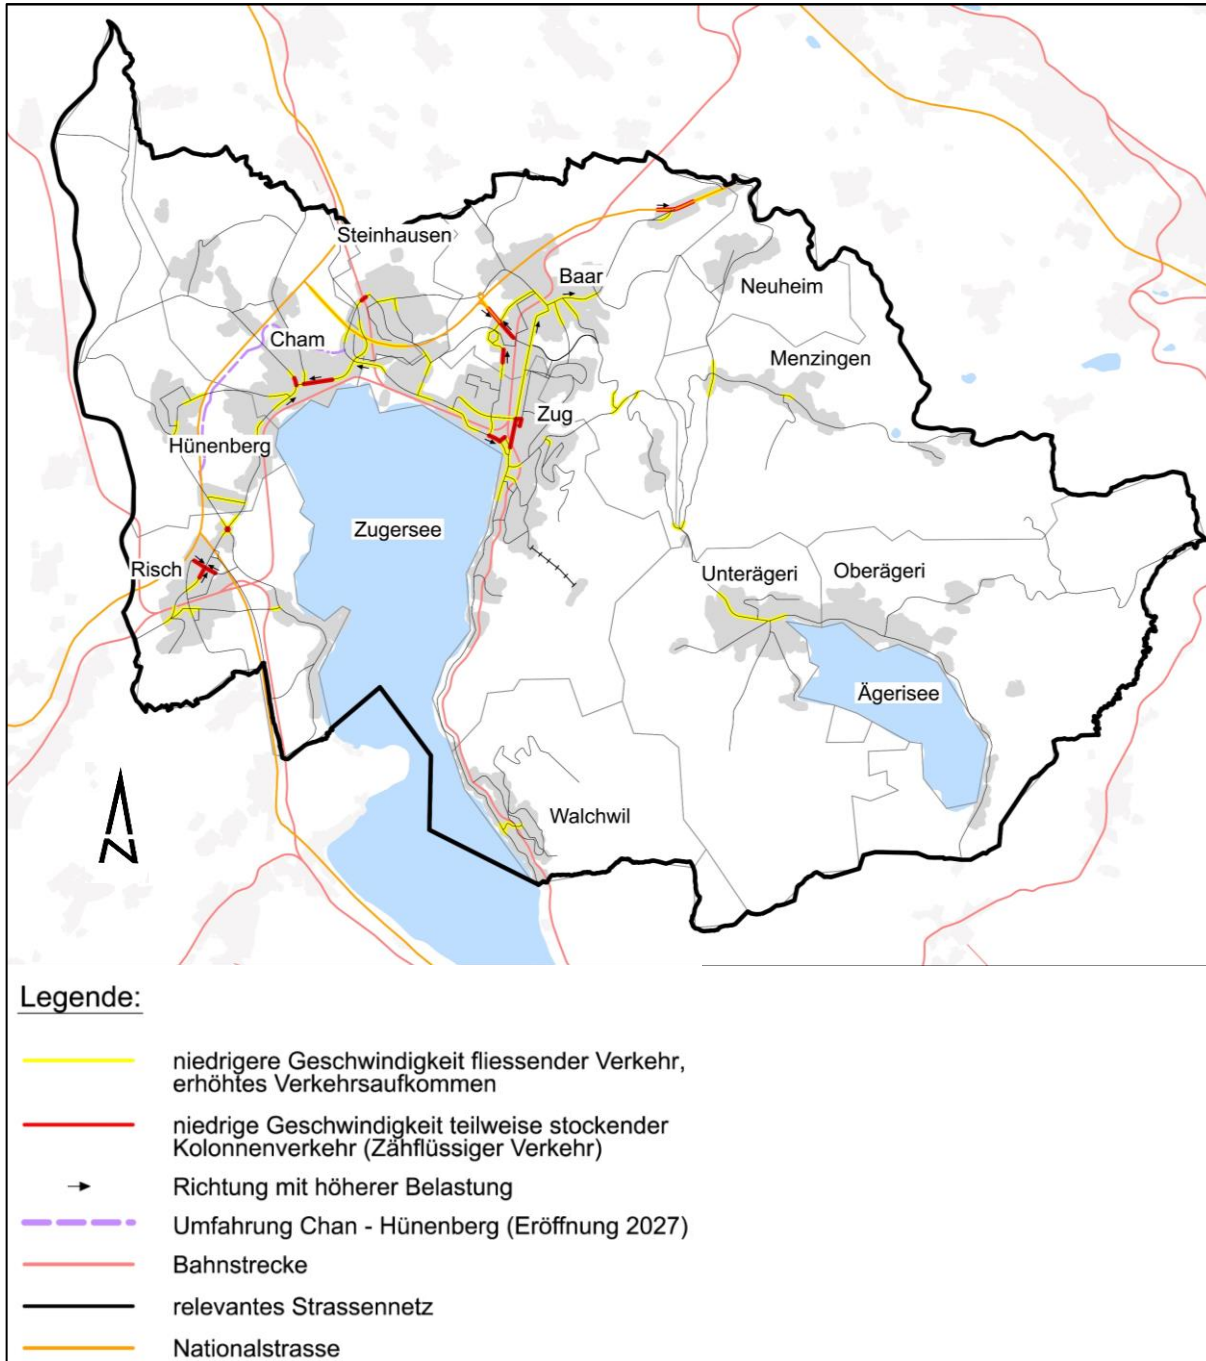 Steinhausen
Baar
Neuheim
Cham
Menzingen
Zug
Hünenberg
Zugersee
Risch
Unterägeri
Oberägeri
Ägerisee
Walchwil
N
Legende:
niedrigere Geschwindigkeit fliessender Verkehr,
erhöhtes Verkehrsaufkommen
niedrige Geschwindigkeit teilweise stockender
Kolonnenverkehr (Zähflüssiger Verkehr)
Richtung mit höherer Belastung
Umfahrung Chan - Hünenberg (Eröffnung 2027)
Bahnstrecke
relevantes Strassennetz
Nationalstrasse